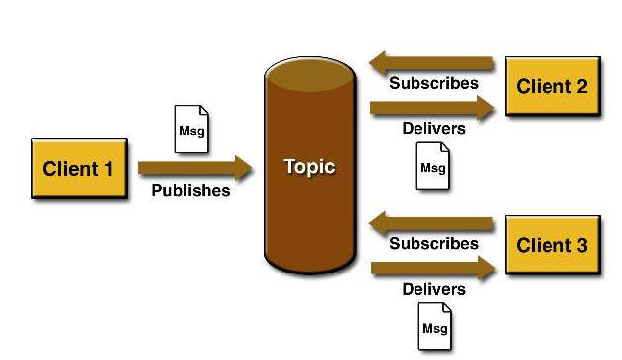 Client 1
Msg
Publishes
Topic
Subscribes
Client 2
Delivers
Msg
Subscribes
Client 3
Delivers
Msg